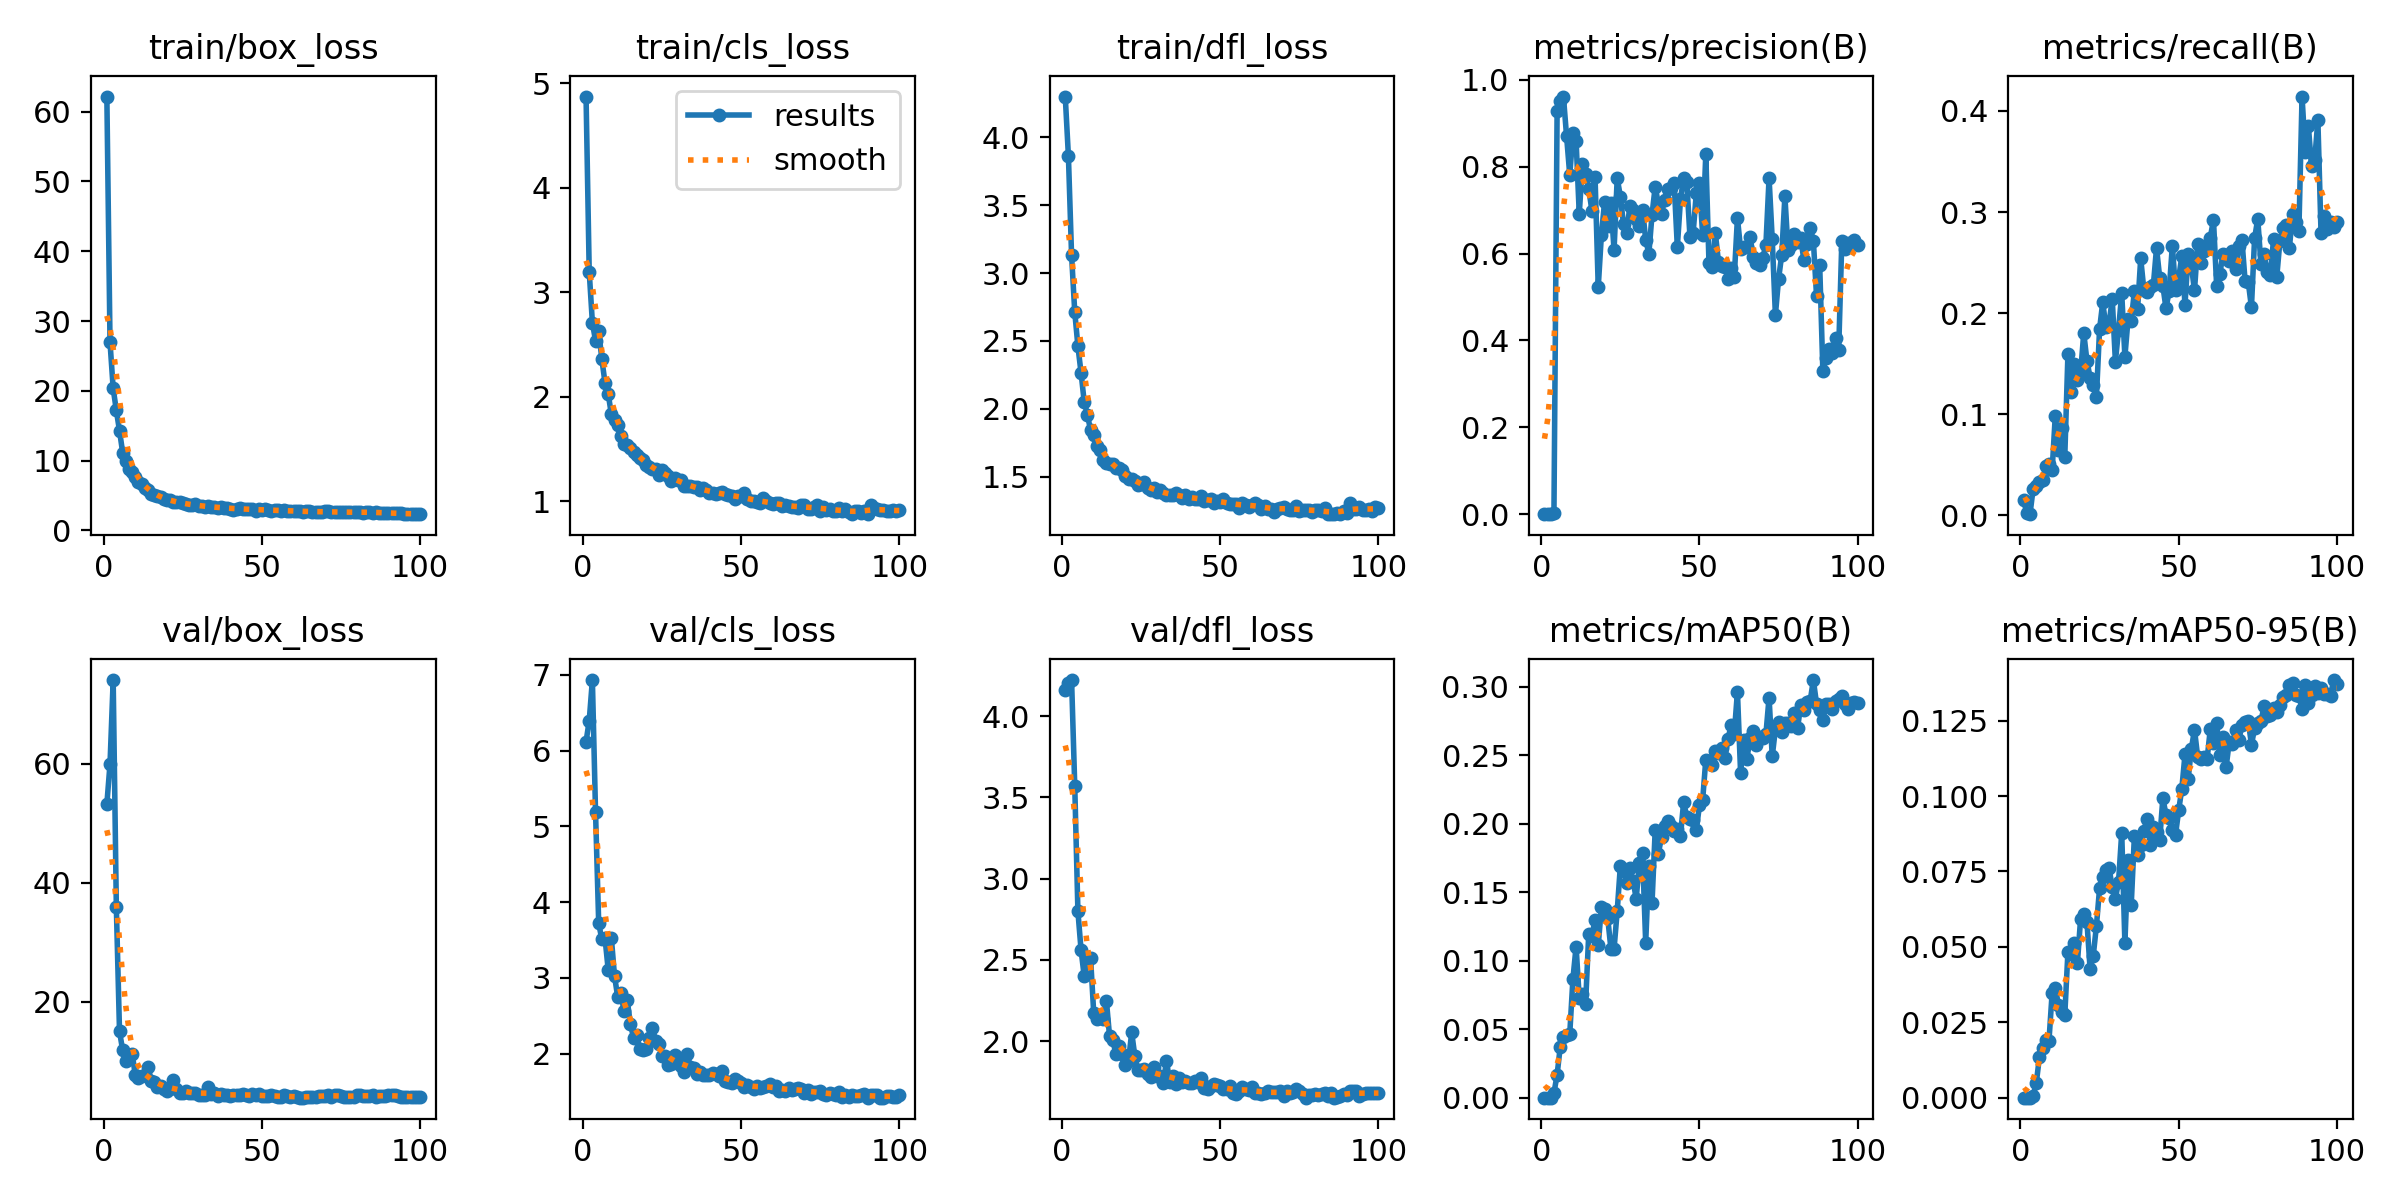 train/box_loss
60
50
40
30
20
10
0
0 50 100
train/cls_loss
results
smooth
5
4
3
2
1
0 50 100
train/dfl_loss
4.0
3.5
3.0
2.5
2.0
1.5
0 50 100
metrics/precision(B)
1.0
0.8
0.6
0.4
0.2
0.0
0 50 100
metrics/recall(B)
0.4
0.3
0.2
0.1
0.0
0 50 100
val/box_loss
60
40
20
0 50 100
val/cls_loss
7
6
5
4
3
2
0 50 100
val/dfl_loss
4.0
3.5
3.0
2.5
2.0
0 50 100
metrics/mAP50(B)
0.30
0.25
0.20
0.15
0.10
0.05
0.00
0 50 100
metrics/mAP50-95(B)
0.125
0.100
0.075
0.050
0.025
0.000
0 50 100